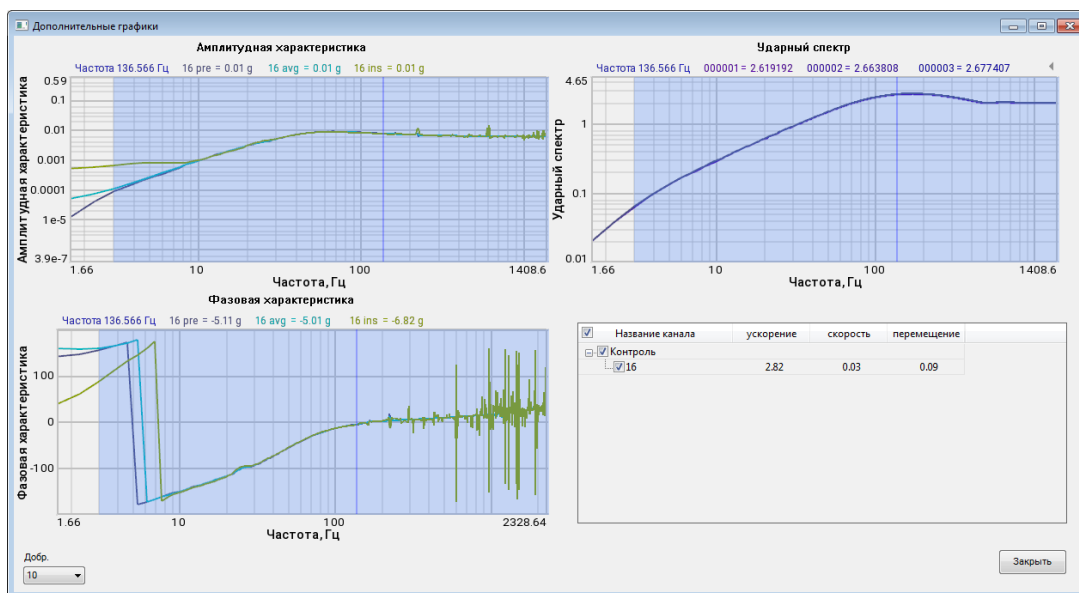 Дополнительные графики
Амплитудная характеристика
Частота 136.566 Гц 16 pre = 0.01 g 16 avg = 0.01 g 16 ins = 0.01 g
Амплитудная характеристика
0.59
0.1
0.01
0.001
0.0001
1e-5
3.9e-7
1.66 10 100 1408.6
Частота, Гц
Ударный спектр
Частота 136.566 Гц 000001 = 2.619192 000002 = 2.663808 000003 = 2.677407
Ударный спектр
4.65
1
0.1
0.01
1.66 10 100 1408.6
Частота, Гц
Фазовая характеристика
Частота 136.566 Гц 16 pre = -5.11 g 16 avg = -5.01 g 16 ins = -6.82 g
Фазовая характеристика
100
0
-100
1.66 10 100 2328.64
Частота, Гц
Название канала ускорение скорость перемещение
Контроль
16 2.82 0.03 0.09
Добр.
10
Закрыть